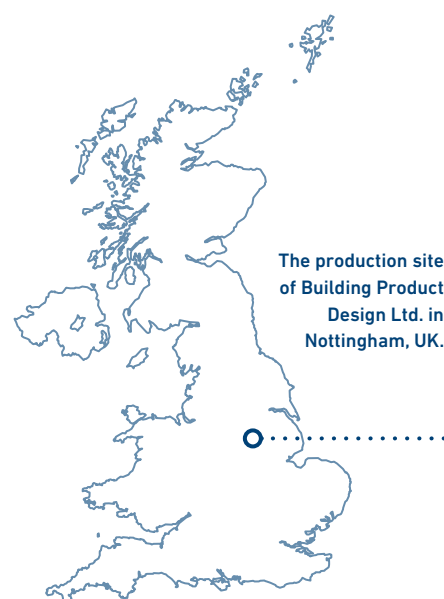 The production site
of Building Product
Design Ltd. in
Nottingham, UK.